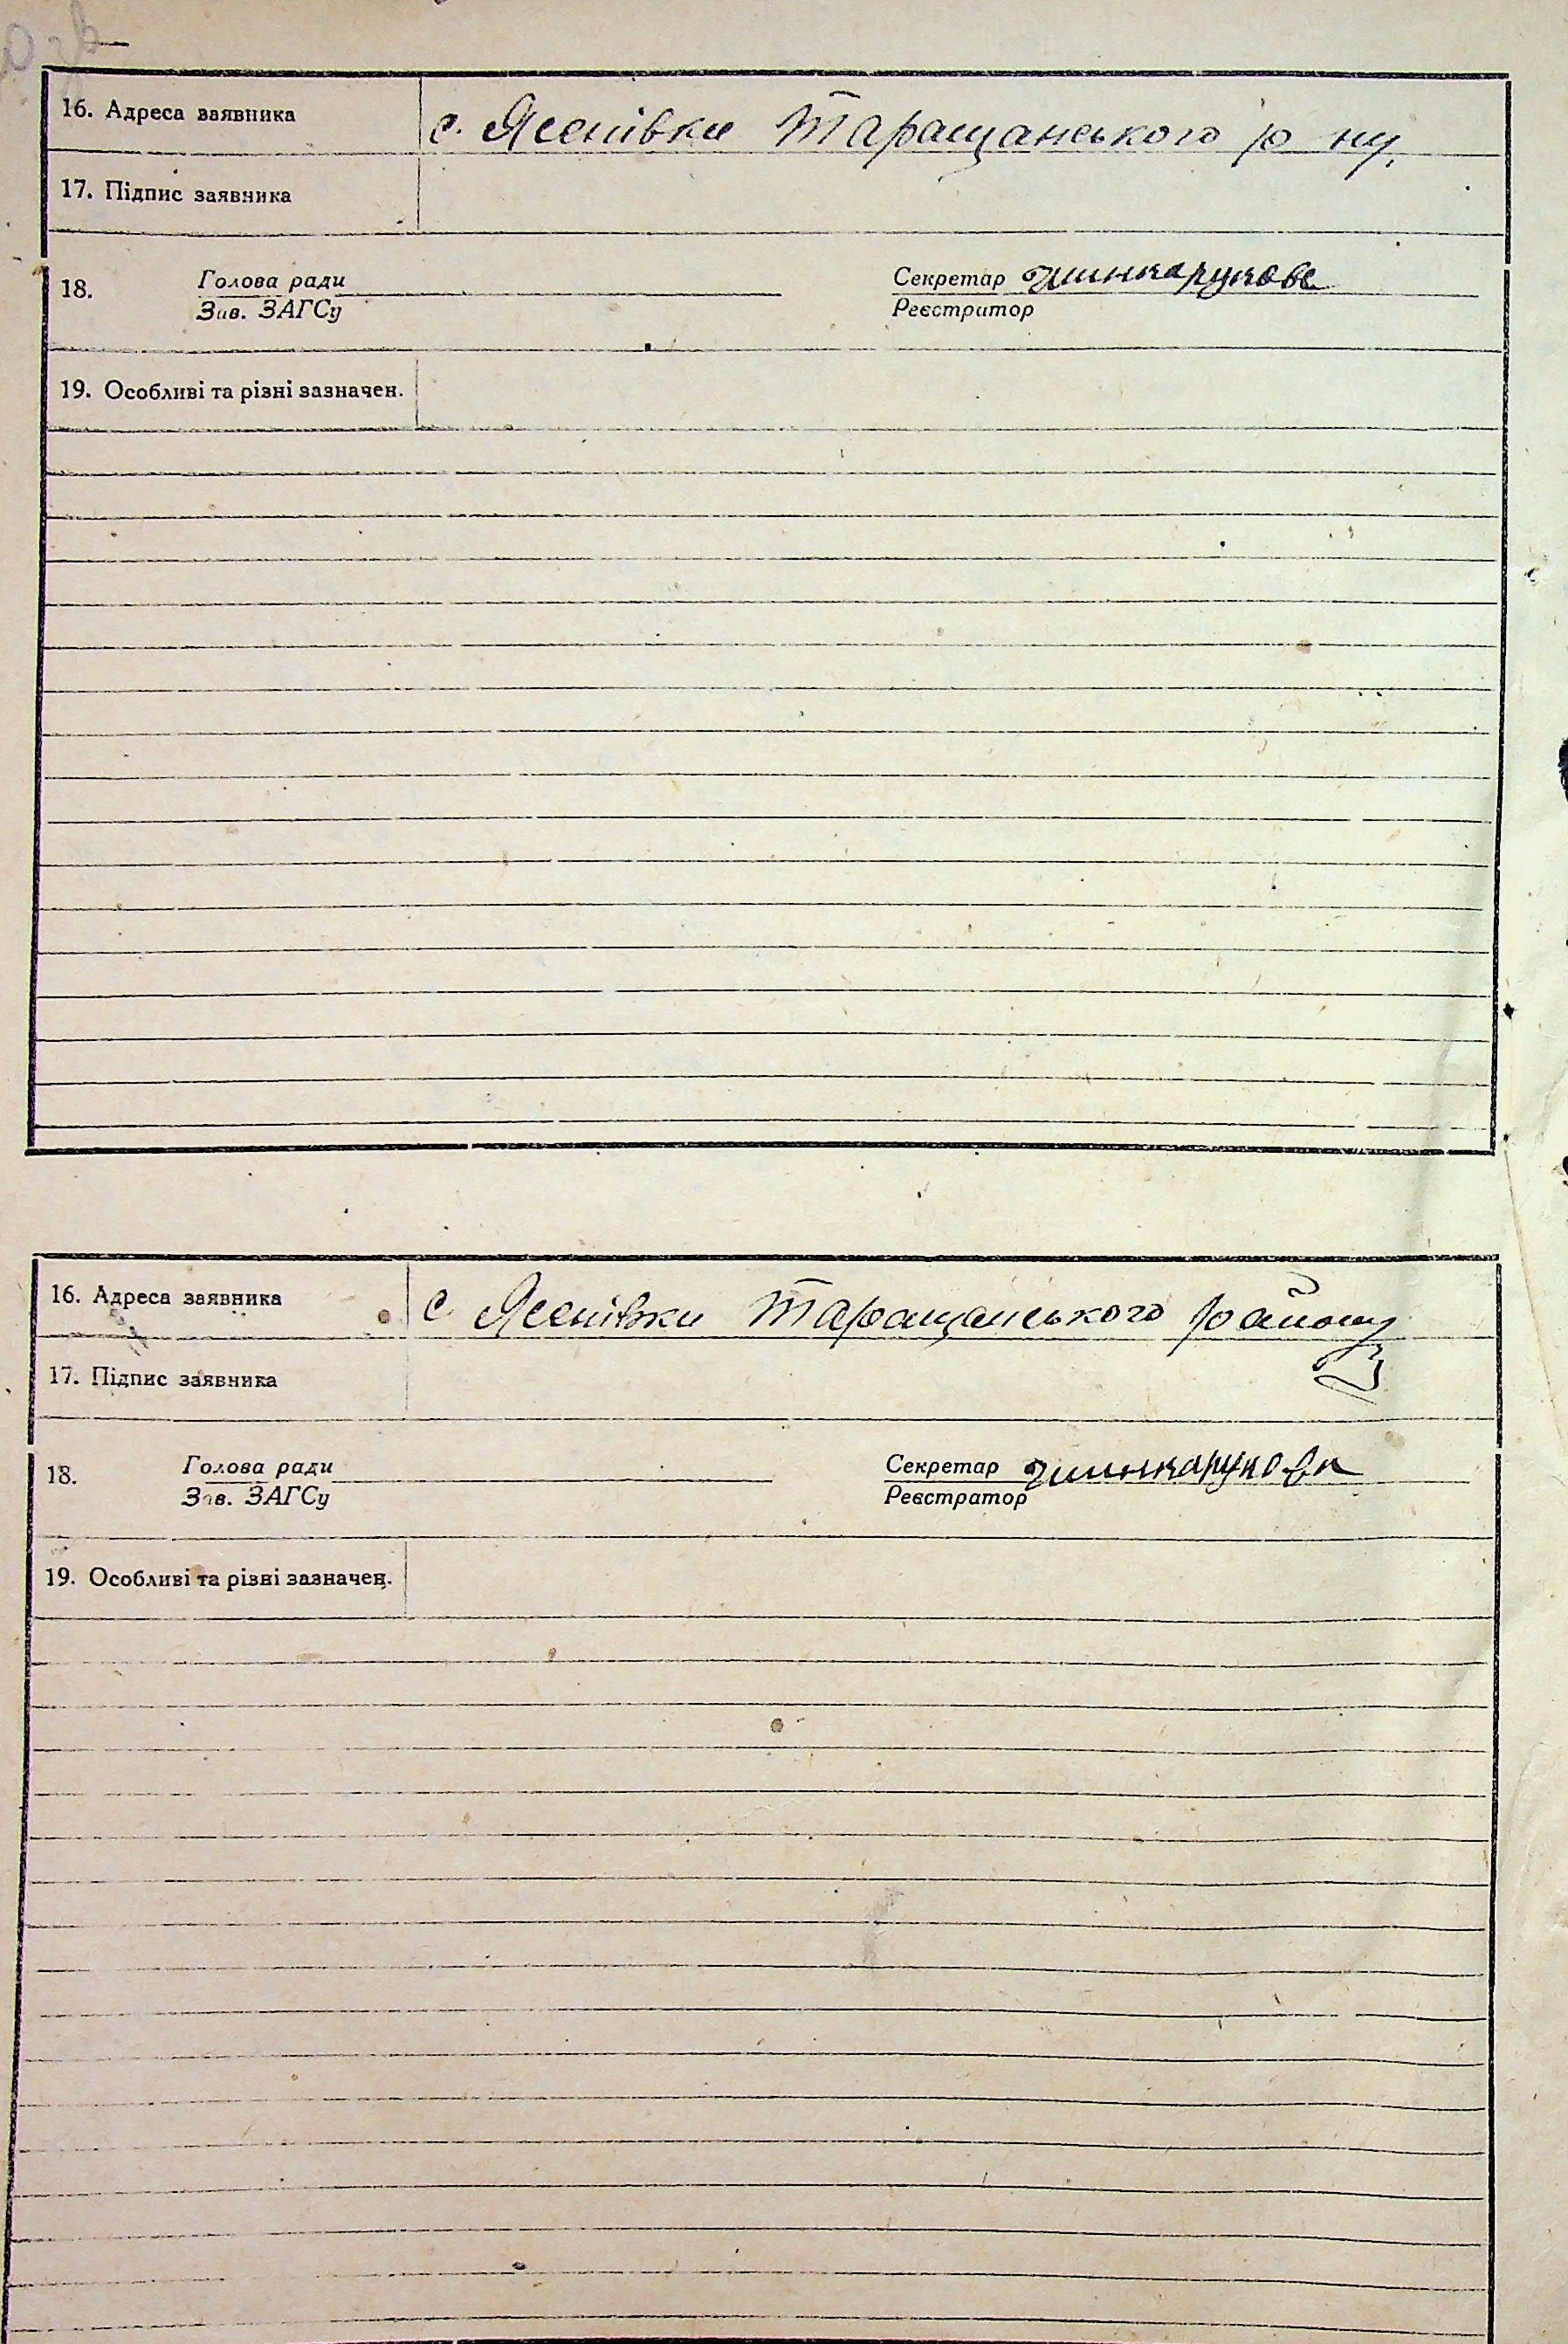 16. Адреса заявника с. Ясенівки Таращанського р ну,
17. Підпис заявника
18. Голова ради Секретар Шинкарукова
Зав. ЗАГСу Реєстратор
19. Особливі та різні зазначен.
16. Адреса заявника с. Ясенівки Таращанського району
17. Підпис заявника
18. Голова ради Секретар Шинкарукова
Зав. ЗАГСу Реєстратор
19. Особливі та різні зазначен.